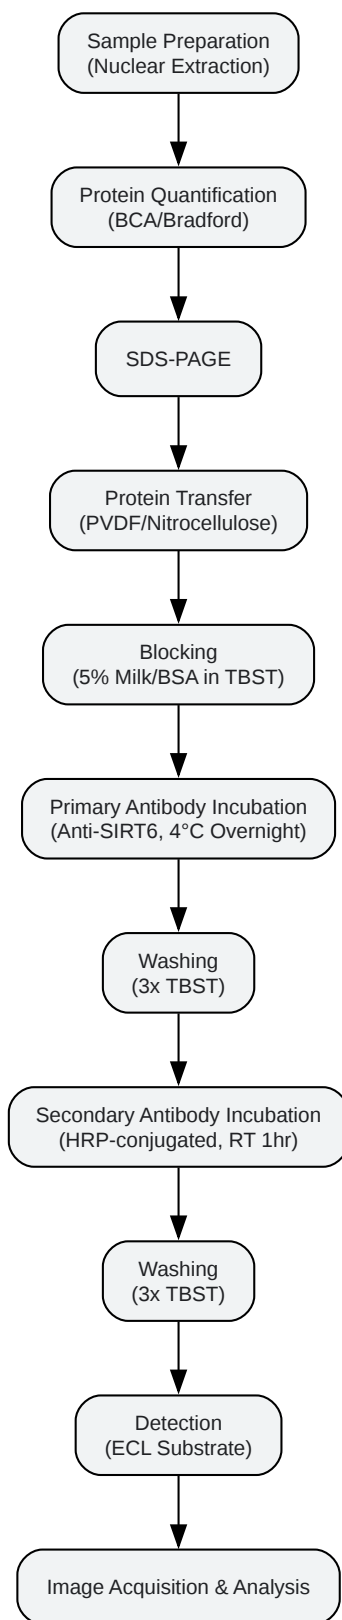 Sample Preparation
(Nuclear Extraction)
Protein Quantification
(BCA/Bradford)
SDS-PAGE
Protein Transfer
(PVDF/Nitrocellulose)
Blocking
(5% Milk/BSA in TBST)
Primary Antibody Incubation
(Anti-SIRT6, 4°C Overnight)
Washing
(3x TBST)
Secondary Antibody Incubation
(HRP-conjugated, RT 1hr)
Washing
(3x TBST)
Detection
(ECL Substrate)
Image Acquisition & Analysis